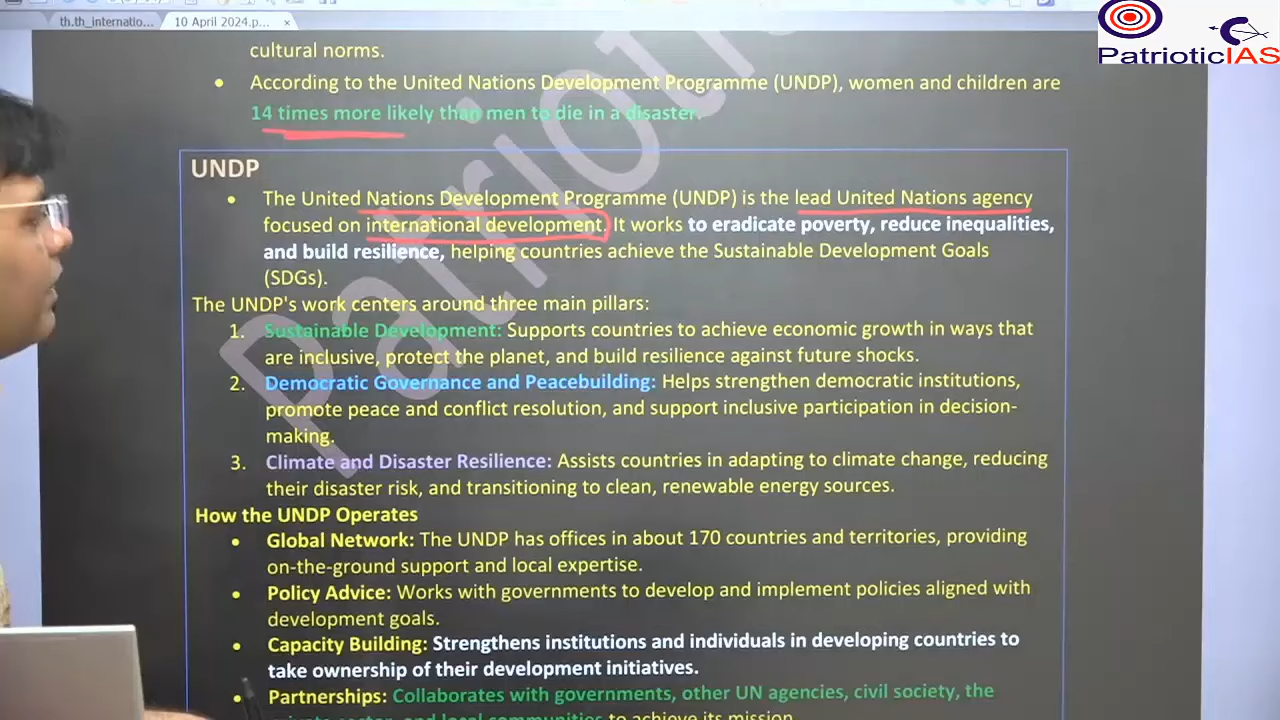 th.th_internatio...
10 April 2024.p...
×
PatrioticIAS
cultural norms.
• According to the United Nations Development Programme (UNDP), women and children are
14 times more likely than men to die in a disaster.
UNDP
• The United Nations Development Programme (UNDP) is the lead United Nations agency
focused on international development. It works to eradicate poverty, reduce inequalities,
and build resilience, helping countries achieve the Sustainable Development Goals
(SDGs).
The UNDP's work centers around three main pillars:
1. Sustainable Development: Supports countries to achieve economic growth in ways that
are inclusive, protect the planet, and build resilience against future shocks.
2. Democratic Governance and Peacebuilding: Helps strengthen democratic institutions,
promote peace and conflict resolution, and support inclusive participation in decision-
making.
3. Climate and Disaster Resilience: Assists countries in adapting to climate change, reducing
their disaster risk, and transitioning to clean, renewable energy sources.
How the UNDP Operates
• Global Network: The UNDP has offices in about 170 countries and territories, providing
on-the-ground support and local expertise.
• Policy Advice: Works with governments to develop and implement policies aligned with
development goals.
• Capacity Building: Strengthens institutions and individuals in developing countries to
take ownership of their development initiatives.
• Partnerships: Collaborates with governments, other UN agencies, civil society, the
private sector, and local communities to achieve its mission.